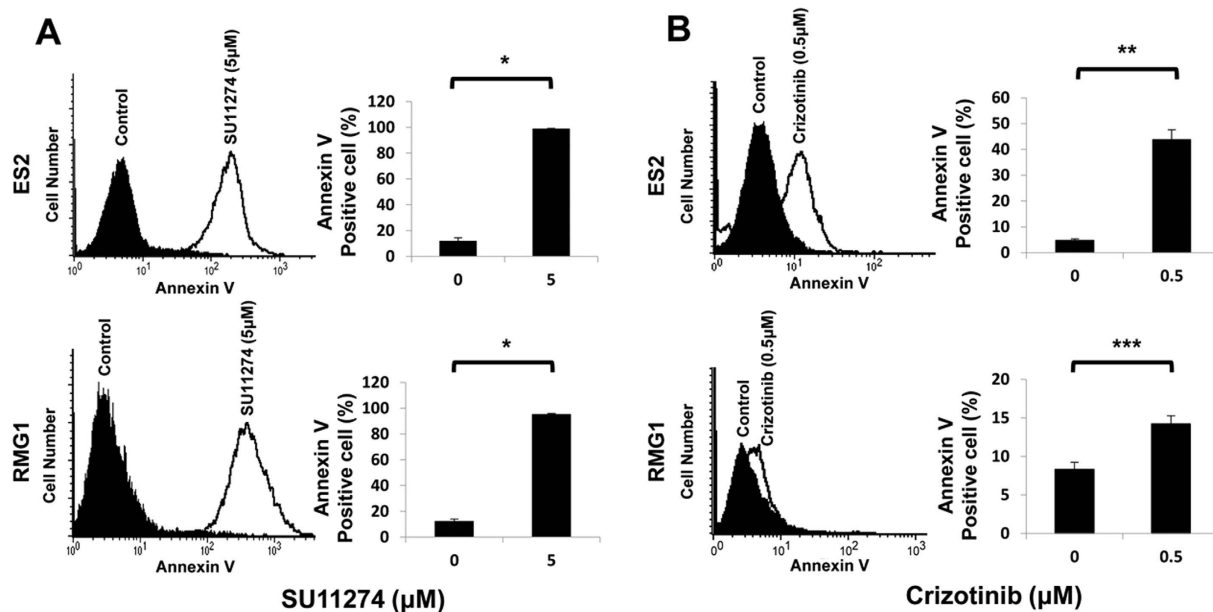 A
ES2
Cell Number
Control
SU11274 (5μM)
10⁰ 10¹ 10² 10³
Annexin V
*
Annexin V
Positive cell (%)
120
100
80
60
40
20
0
0 5
RMG1
Cell Number
Control
SU11274 (5μM)
10⁰ 10¹ 10² 10³
Annexin V
*
Annexin V
Positive cell (%)
120
100
80
60
40
20
0
0 5
SU11274 (μM)
B
ES2
Cell Number
Control
Crizotinib (0.5μM)
10⁰ 10¹ 10²
Annexin V
**
Annexin V
Positive cell (%)
60
50
40
30
20
10
0
0 0.5
RMG1
Cell Number
Control
Crizotinib (0.5μM)
10⁰ 10¹ 10² 10³
Annexin V
***
Annexin V
Positive cell (%)
20
15
10
5
0
0 0.5
Crizotinib (μM)